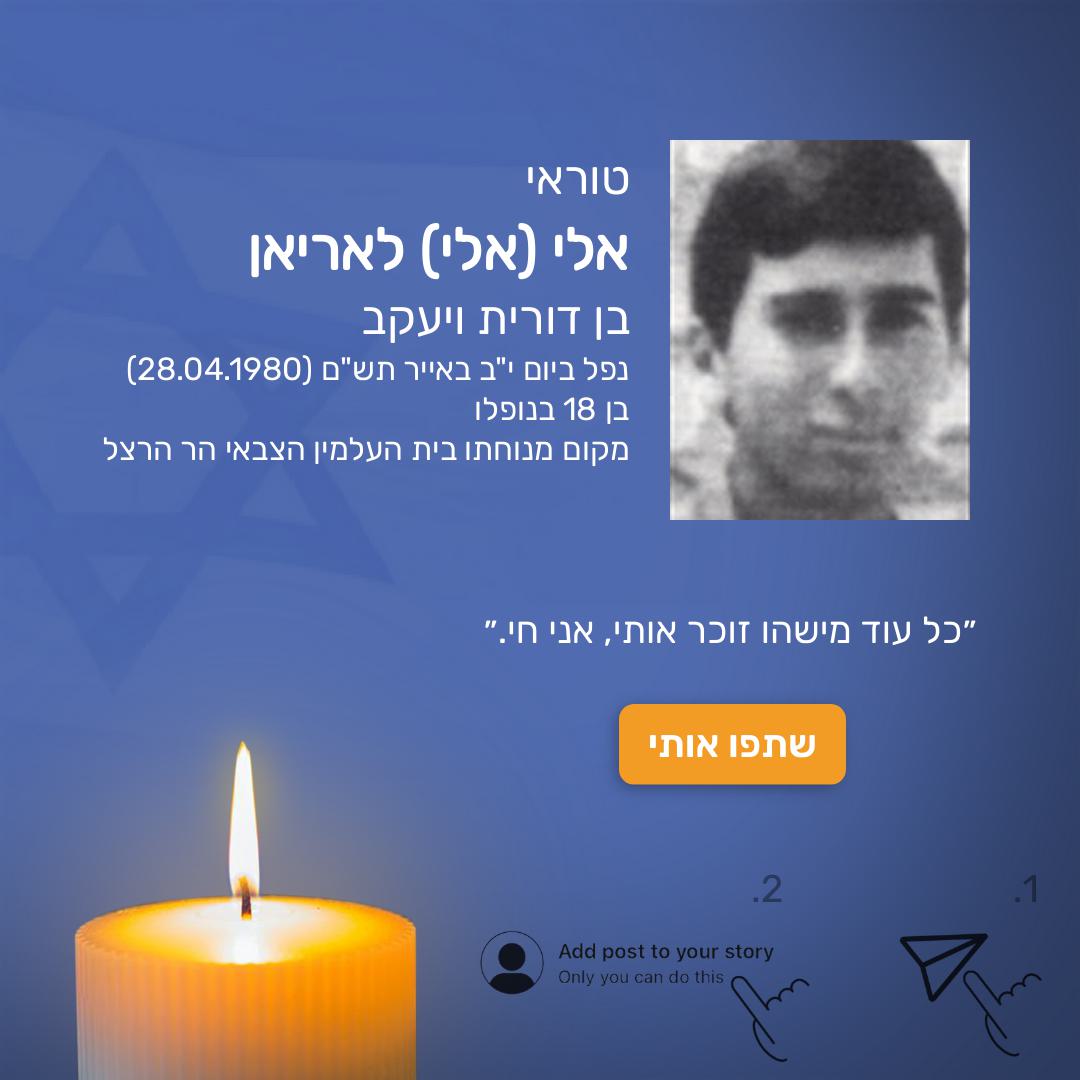 טוראי
אלי (אלי) לאריאן
בן דורית ויעקב
נפל ביום י"ב באייר תש"ם (28.04.1980)
בן 18 בנופלו
מקום מנוחתו בית העלמין הצבאי הר הרצל
״כל עוד מישהו זוכר אותי, אני חי.״
שתפו אותי
1.
2.
Add post to your story
Only you can do this